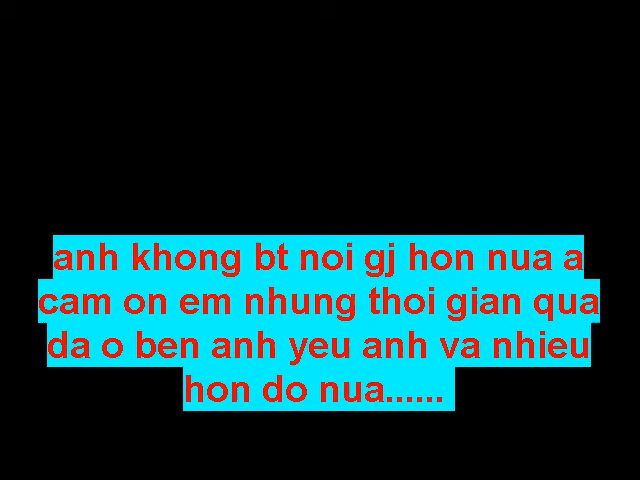 anh khong bt noi gj hon nua a
cam on em nhung thoi gian qua
da o ben anh yeu anh va nhieu
hon do nua......